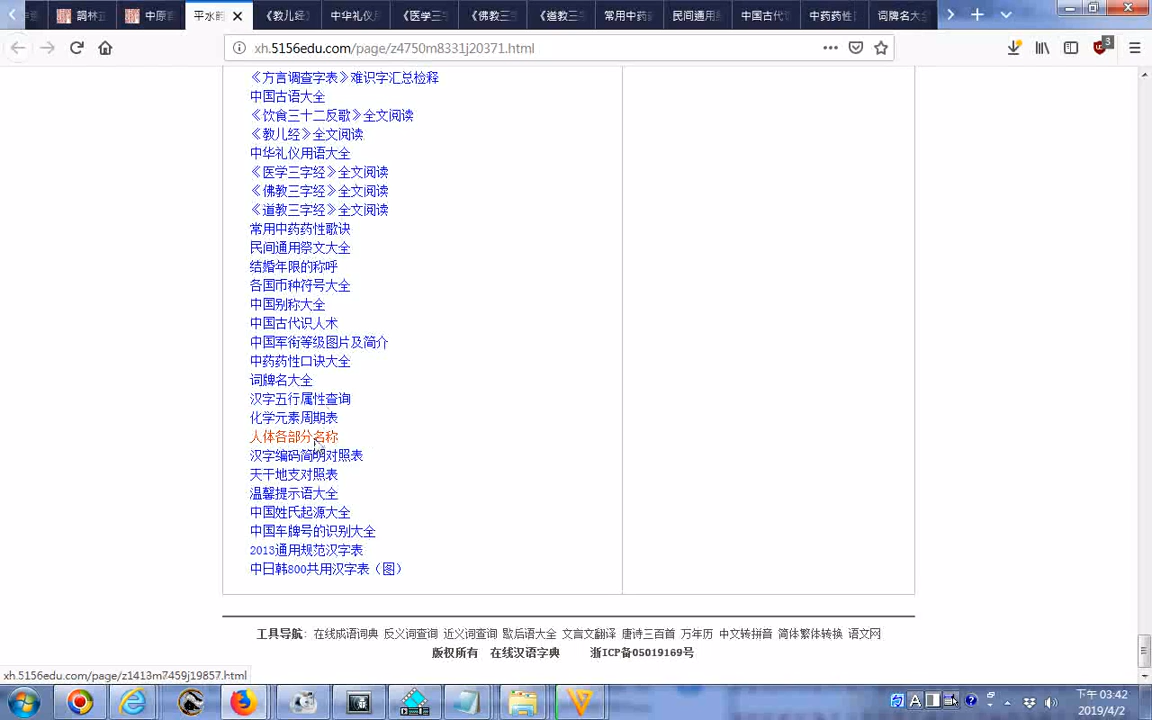 詞林正
中原音
平水韵
《教儿经
中华礼仪用
《医学三
《佛教三
《道教三
常用中药
民间通用
中国古代
中药药性
词牌名大全
xh.5156edu.com/page/z4750m8331j20371.html
3
《方言调查字表》难识字汇总检释
中国古语大全
《饮食三十二反歌》全文阅读
《教儿经》全文阅读
中华礼仪用语大全
《医学三字经》全文阅读
《佛教三字经》全文阅读
《道教三字经》全文阅读
常用中药药性歌诀
民间通用祭文大全
结婚年限的称呼
各国币种符号大全
中国别称大全
中国古代识人术
中国军衔等级图片及简介
中药药性口诀大全
词牌名大全
汉字五行属性查询
化学元素周期表
人体各部分名称
汉字编码简明对照表
天干地支对照表
温馨提示语大全
中国姓氏起源大全
中国车牌号的识别大全
2013通用规范汉字表
中日韩800共用汉字表（图）
工具导航: 在线成语词典 反义词查询 近义词查询 歇后语大全 文言文翻译 唐诗三百首 万年历 中文转拼音 简体繁体转换 语文网
版权所有 在线汉语字典 浙ICP备05019169号
xh.5156edu.com/page/z1413m7459j19857.html
下午 03:42
2019/4/2